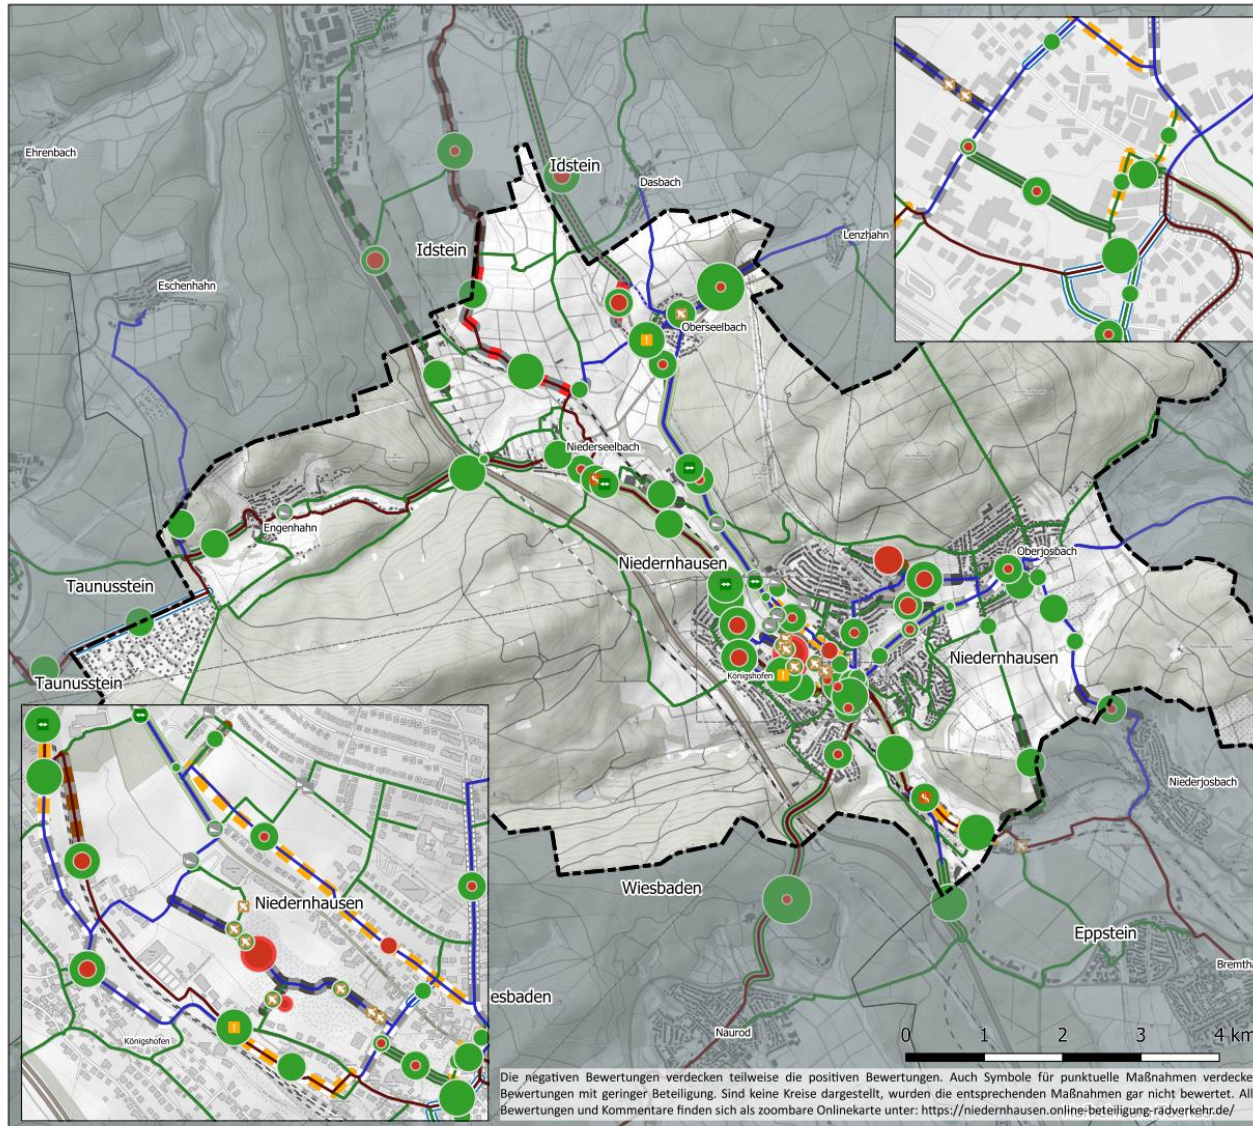 Ehrenbach
Idstein
Dasbach
Lenzhahn
Idstein
Eschenhahn
Oberseelbach
Niederseelbach
Engenhahn
Niedernhausen
Oberjosbach
Taunusstein
Niedernhausen
Königshofen
Taunusstein
Niederjosbach
Wiesbaden
Niedernhausen
Eppstein
Bremtha
esbaden
Naurod
Königshofen
0 1 2 3 4 km
Die negativen Bewertungen verdecken teilweise die positiven Bewertungen. Auch Symbole für punktuelle Maßnahmen verdecke
Bewertungen mit geringer Beteiligung. Sind keine Kreise dargestellt, wurden die entsprechenden Maßnahmen gar nicht bewertet. All
Bewertungen und Kommentare finden sich als zoombare Onlinekarte unter: https://niedernhausen.online-beteiligung-radverkehr.de/